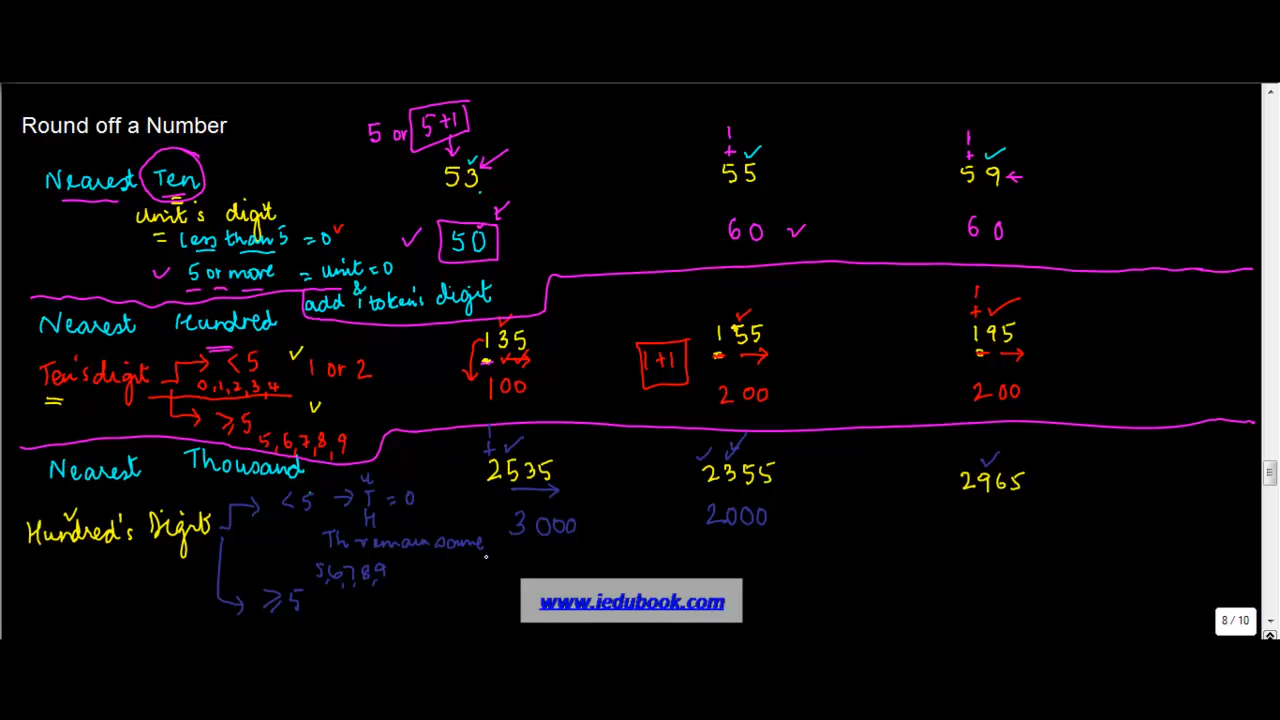 Round off a Number
5 or 5+1
Nearest Ten
53
1
+
55
1
+
59
Unit's digit
= less than 5 = 0
50
60
60
5 or more = unit = 0
& add 1 to ten's digit
Nearest Hundred
135
155
1
+
195
Ten's digit
< 5
0,1,2,3,4
1 or 2
100
1+1
200
200
≥ 5
5,6,7,8,9
Nearest Thousand
1
+
2535
2355
2965
Hundred's Digit
< 5 → U
T = 0
H
3000
2000
Th remain same
5,6,7,8,9
≥ 5
www.iedubook.com
8 / 10